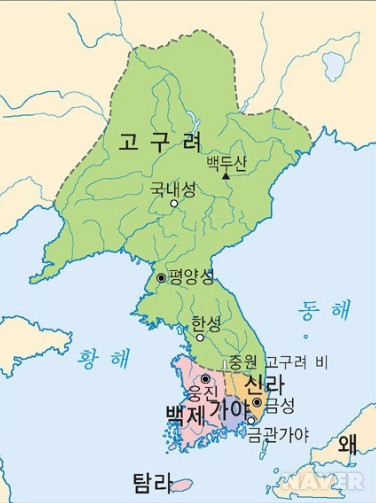 고구려
백두산
국내성
평양성
동해
한성
황해
중원 고구려 비
신라
웅진
금성
백제
가야
금관가야
왜
탐라
NAVER